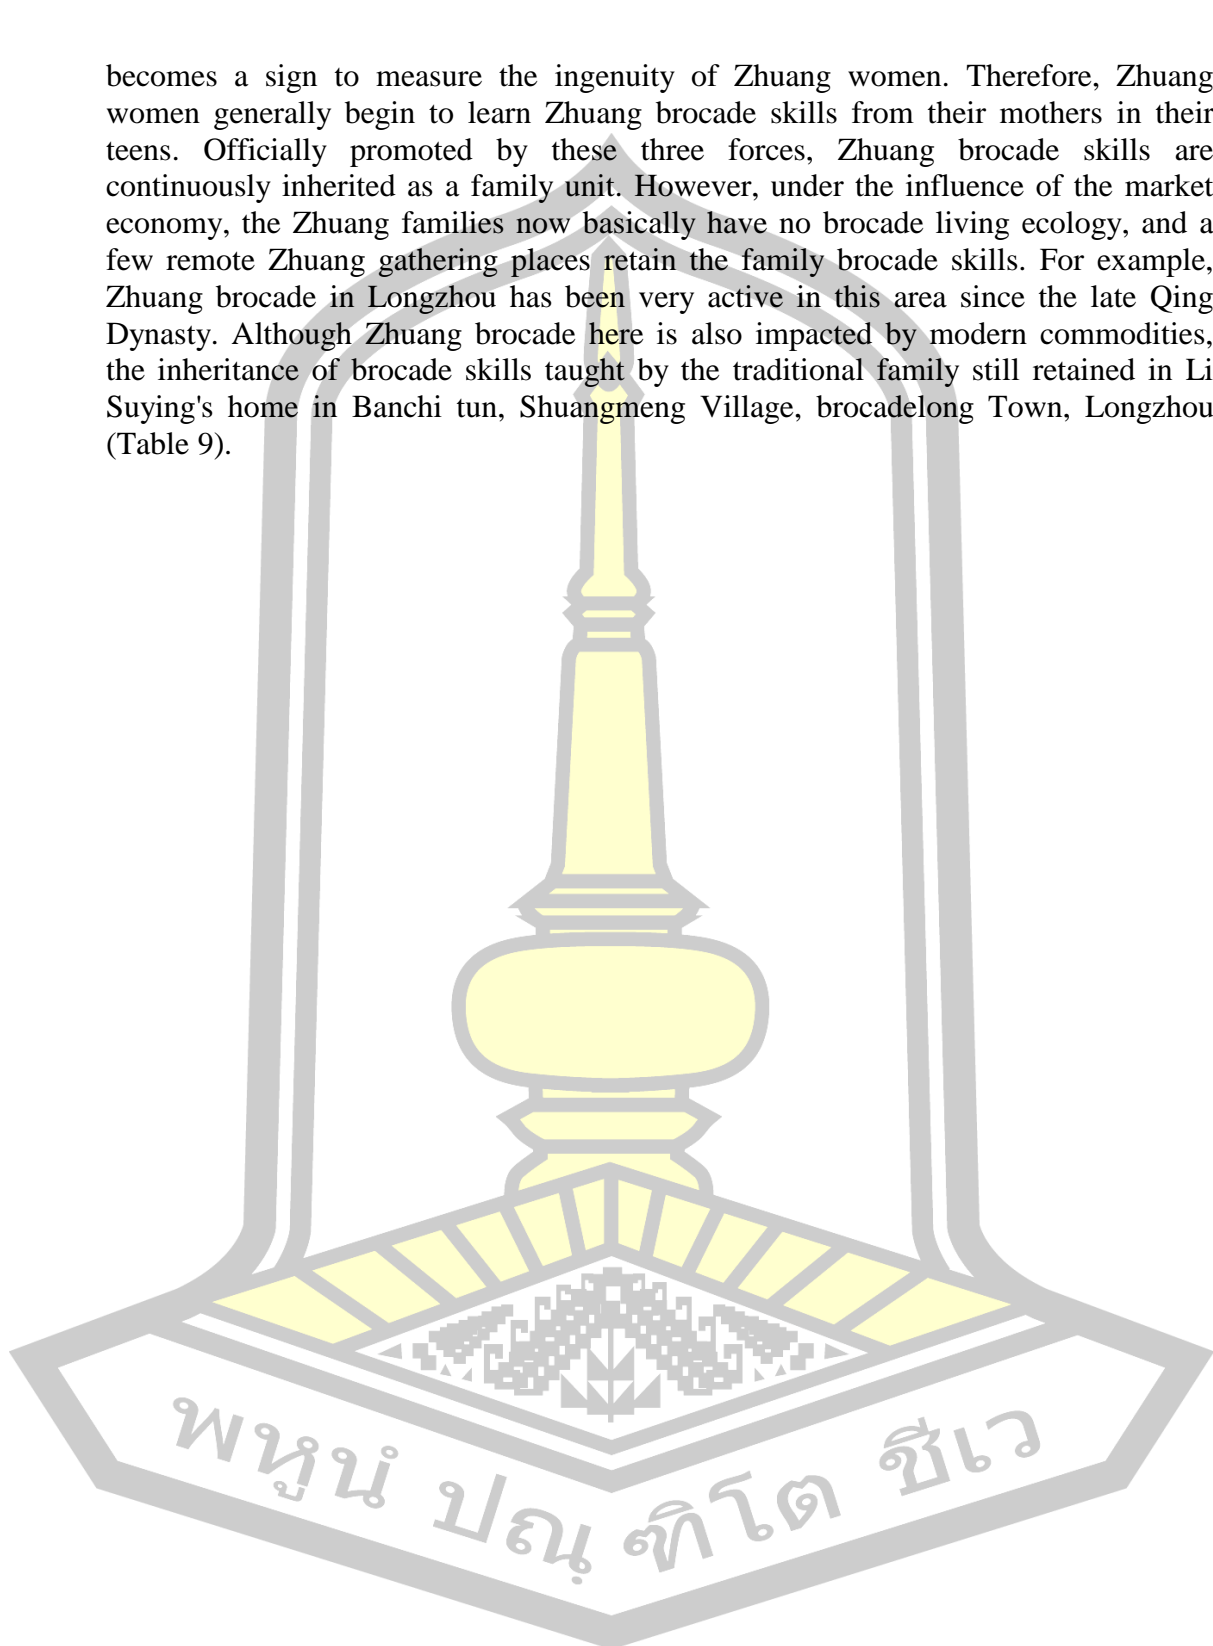 becomes a sign to measure the ingenuity of Zhuang women. Therefore, Zhuang
women generally begin to learn Zhuang brocade skills from their mothers in their
teens. Officially promoted by these three forces, Zhuang brocade skills are
continuously inherited as a family unit. However, under the influence of the market
economy, the Zhuang families now basically have no brocade living ecology, and a
few remote Zhuang gathering places retain the family brocade skills. For example,
Zhuang brocade in Longzhou has been very active in this area since the late Qing
Dynasty. Although Zhuang brocade here is also impacted by modern commodities,
the inheritance of brocade skills taught by the traditional family still retained in Li
Suying's home in Banchi tun, Shuangmeng Village, brocadelong Town, Longzhou
(Table 9).
พหูนํ ปณฺฑิโต ชีเว